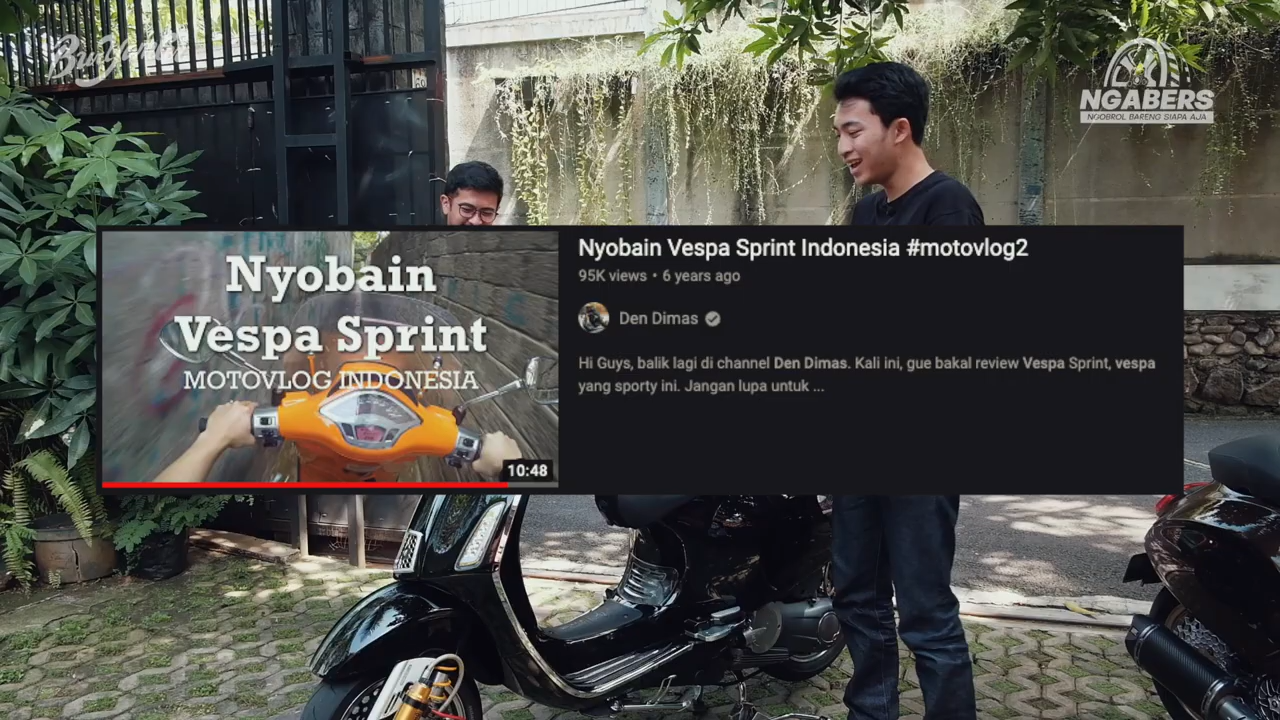 NGABERS
NGOBROL BARENG SIAPA AJA
Nyobain
Vespa Sprint
MOTOVLOG INDONESIA
10:48
Nyobain Vespa Sprint Indonesia #motovlog2
95K views • 6 years ago
Den Dimas
Hi Guys, balik lagi di channel Den Dimas. Kali ini, gue bakal review Vespa Sprint, vespa
yang sporty ini. Jangan lupa untuk ...